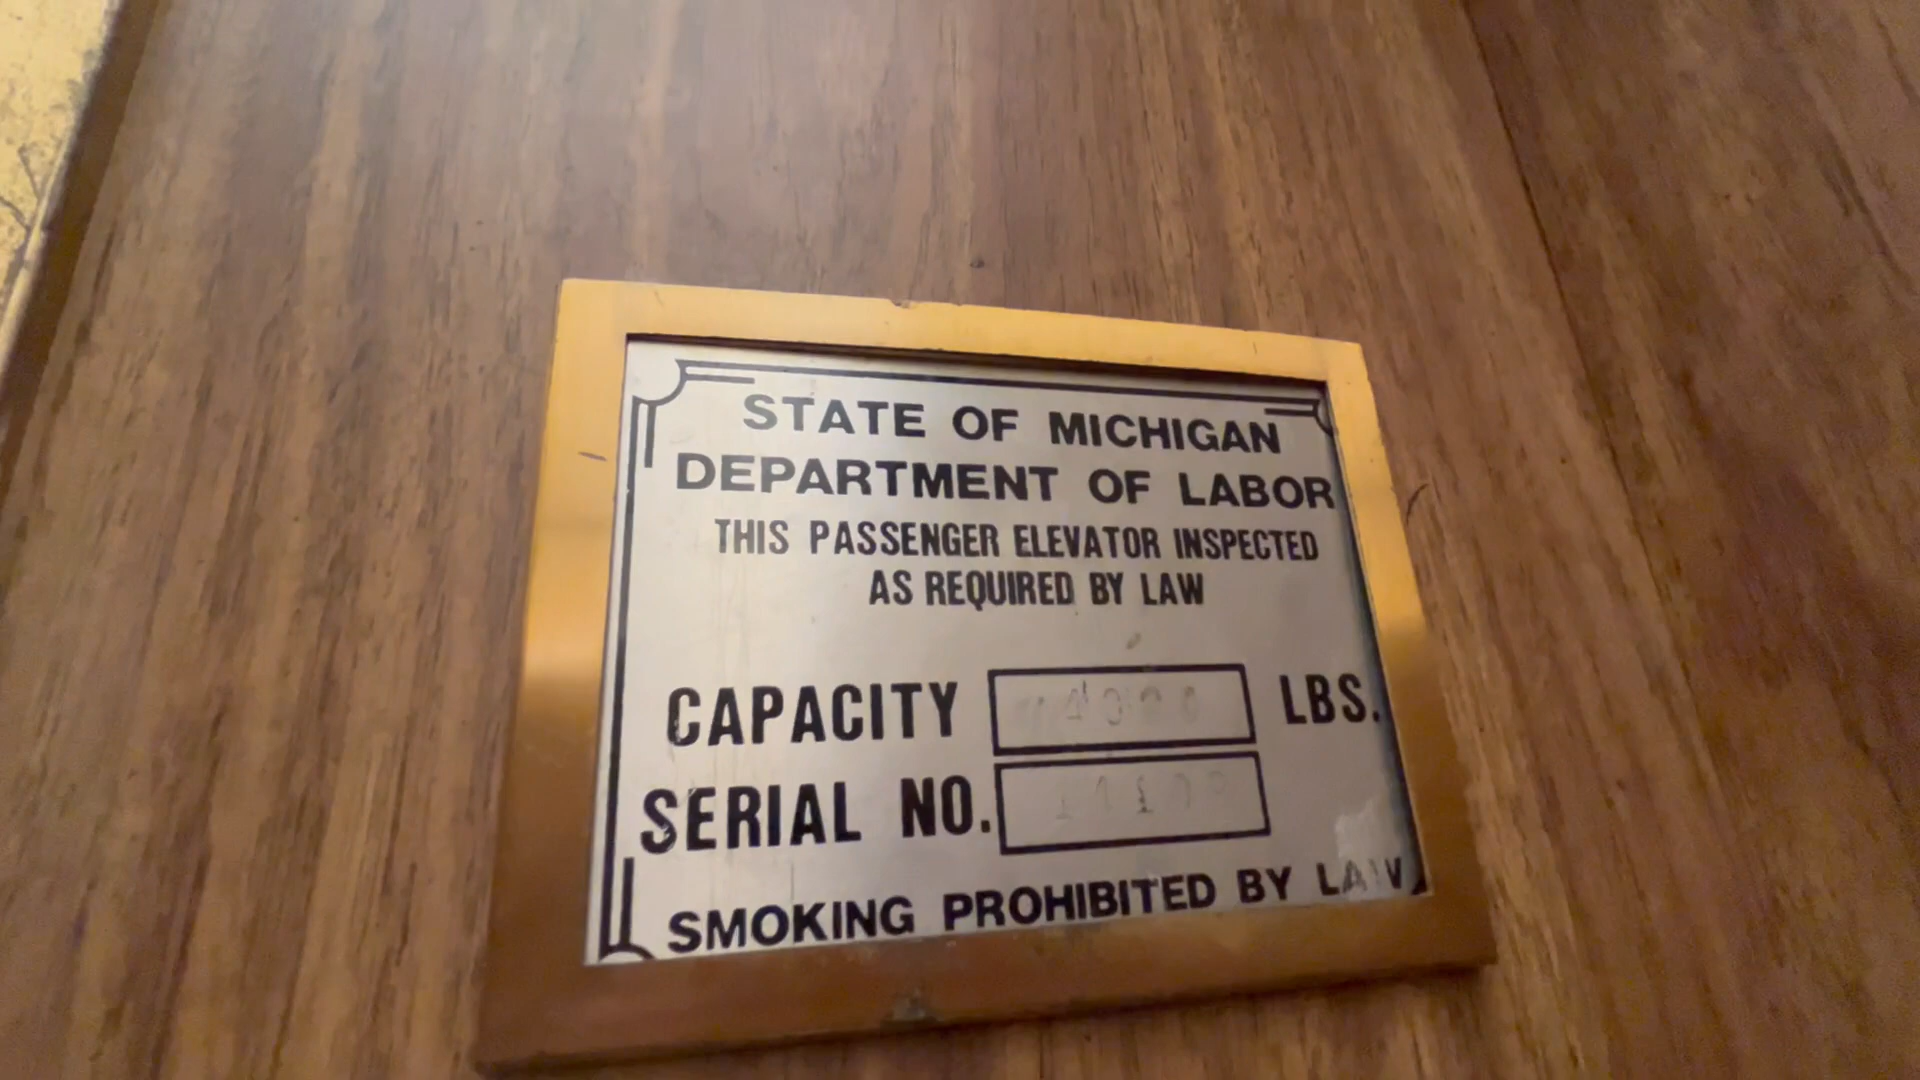 STATE OF MICHIGAN
DEPARTMENT OF LABOR
THIS PASSENGER ELEVATOR INSPECTED
AS REQUIRED BY LAW
CAPACITY LBS.
SERIAL NO.
SMOKING PROHIBITED BY LAW